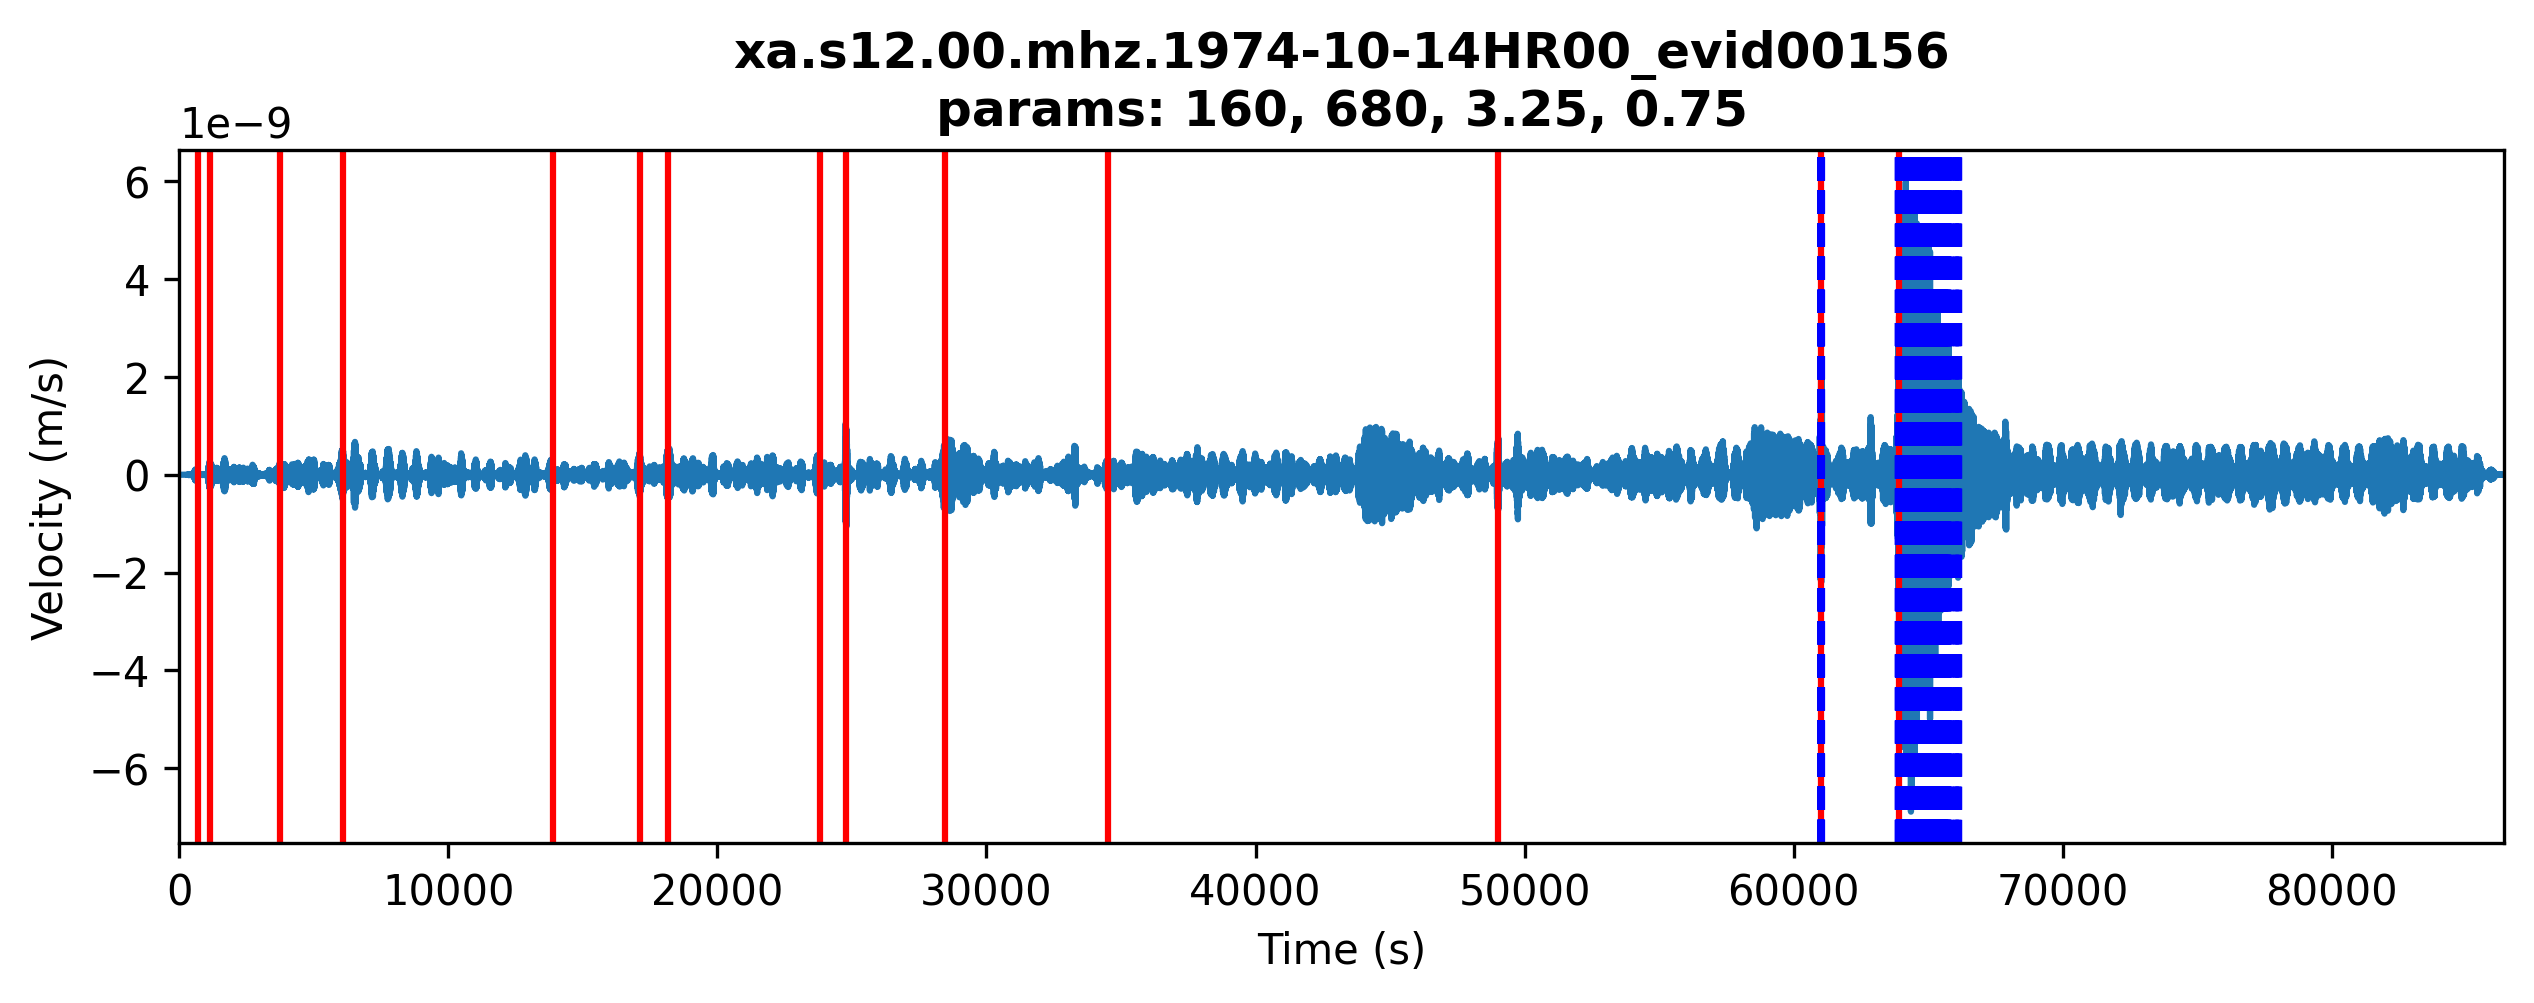 xa.s12.00.mhz.1974-10-14HR00_evid00156
params: 160, 680, 3.25, 0.75
1e−9
6
4
2
0
−2
−4
−6
Velocity (m/s)
0 10000 20000 30000 40000 50000 60000 70000 80000
Time (s)